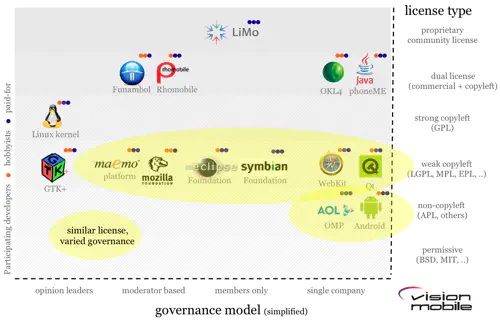 license type
LiMo
proprietary
community license
Funambol
rhomobile
Rhomobile
OKL4
Java
phoneME
dual license
(commercial + copyleft)
Linux kernel
strong copyleft
(GPL)
GTK+
maemo
platform
mozilla
FOUNDATION
eclipse
Foundation
symbian
Foundation
WebKit
Qt
weak copyleft
(LGPL, MPL, EPL, ..)
AOL
OMP
Android
non-copyleft
(APL, others)
similar license,
varied governance
permissive
(BSD, MIT, ..)
Participating developers
hobbyists
paid-for
opinion leaders
moderator based
members only
single company
governance model (simplified)
vision
mobile